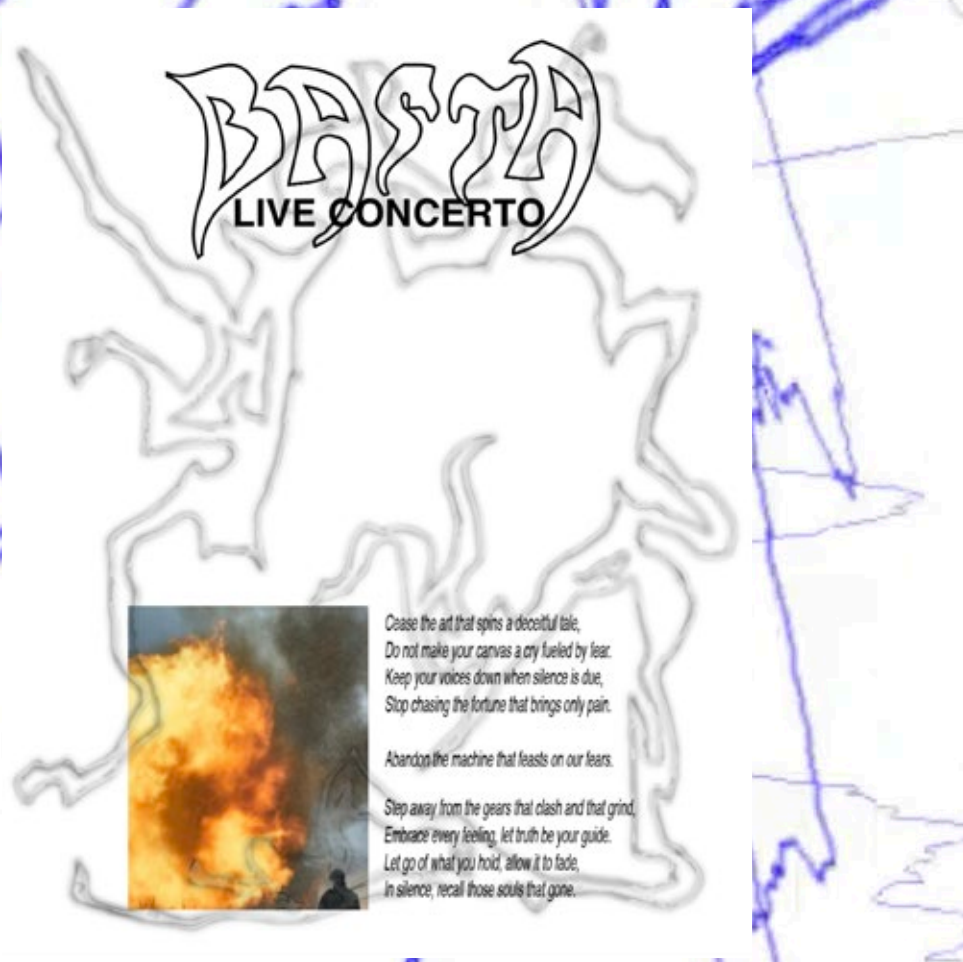 BASTA
LIVE CONCERTO
Cease the art that spins a deceitful tale,
Do not make your canvas a cry fueled by fear.
Keep your voices down when silence is due,
Stop chasing the fortune that brings only pain.
Abandon the machine that feasts on our fears.
Step away from the gears that clash and that grind,
Embrace every feeling, let truth be your guide.
Let go of what you hold, allow it to fade,
In silence, recall those souls that gone.